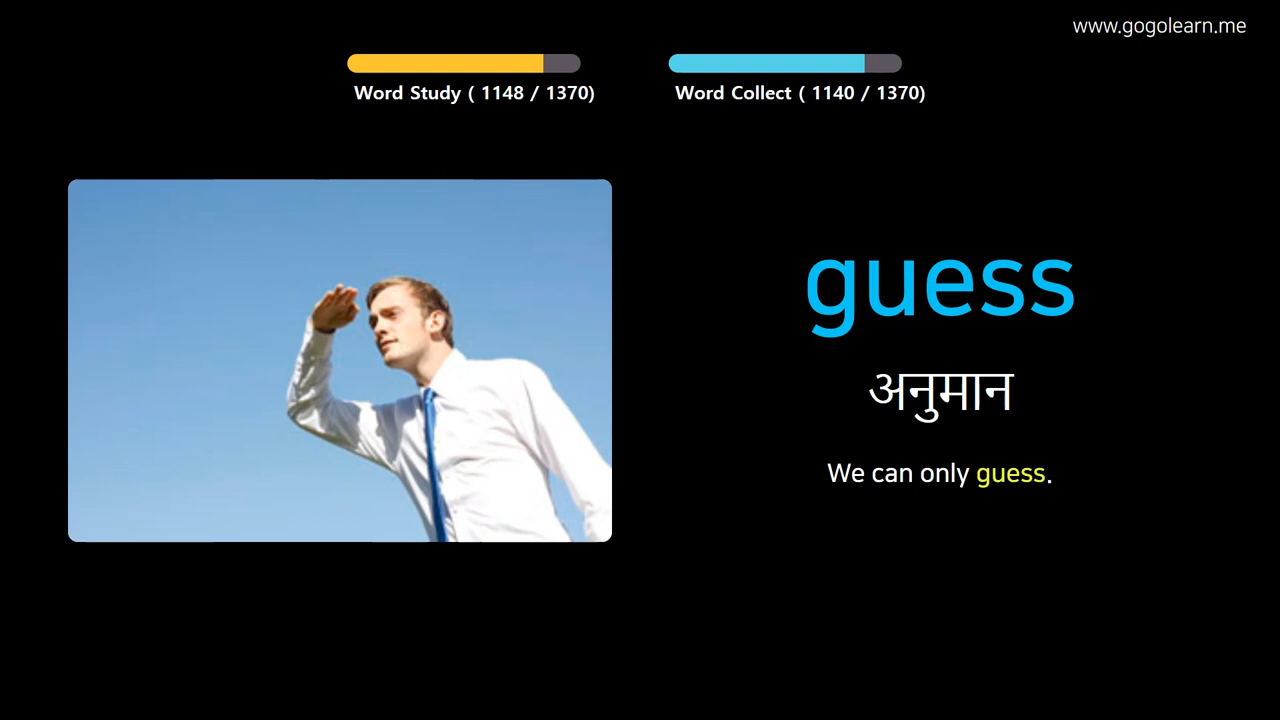 www.gogolearn.me
Word Study ( 1148 / 1370)
Word Collect ( 1140 / 1370)
guess
अनुमान
We can only guess.